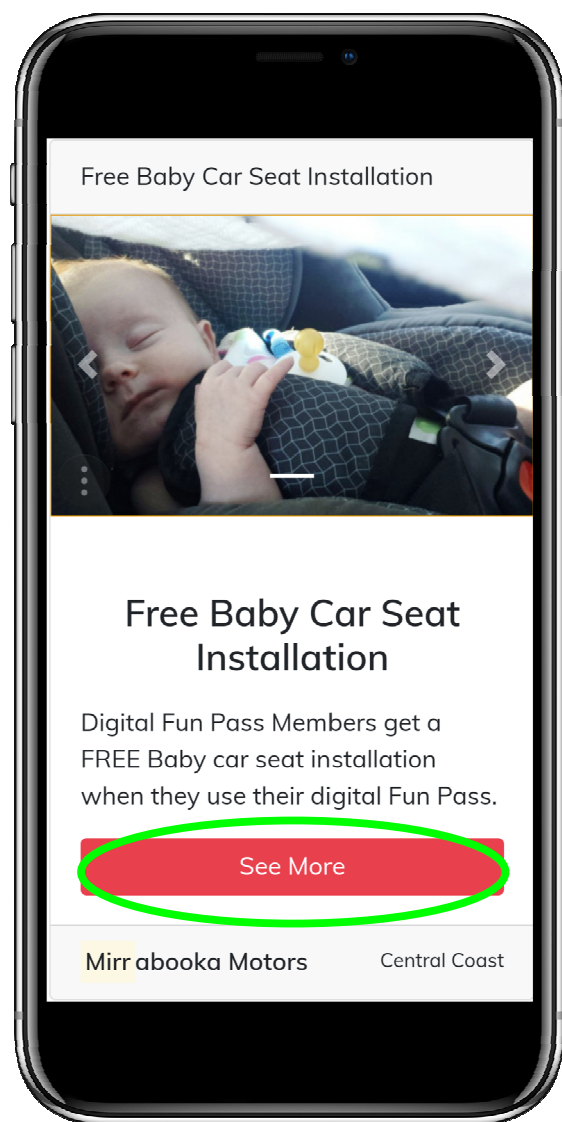 Free Baby Car Seat Installation
Free Baby Car Seat
Installation
Digital Fun Pass Members get a
FREE Baby car seat installation
when they use their digital Fun Pass.
See More
Mirrabooka Motors Central Coast